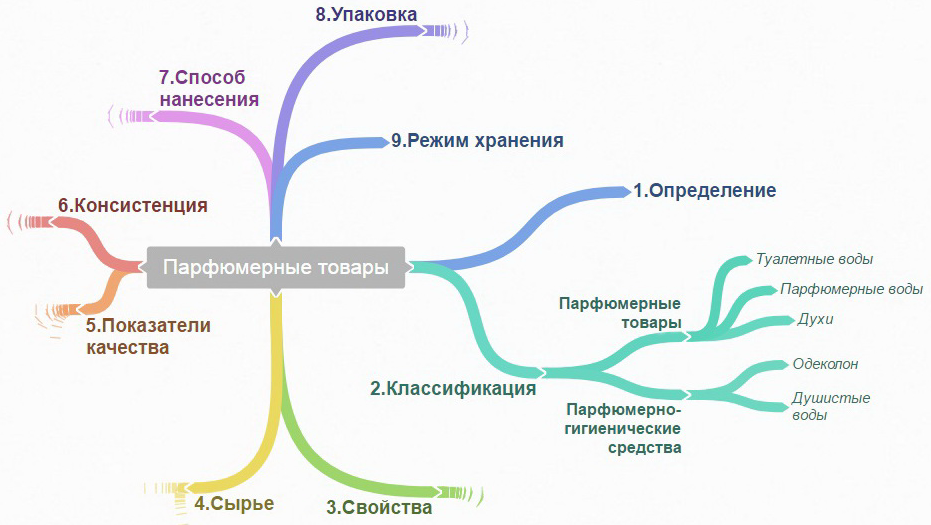 8.Упаковка
7.Способ
нанесения
9.Режим хранения
1.Определение
6.Консистенция
Парфюмерные товары
5.Показатели
качества
2.Классификация
Парфюмерные
товары
Туалетные воды
Парфюмерные воды
Духи
Парфюмерно-
гигиенические
средства
Одеколон
Душистые
воды
4.Сырье
3.Свойства